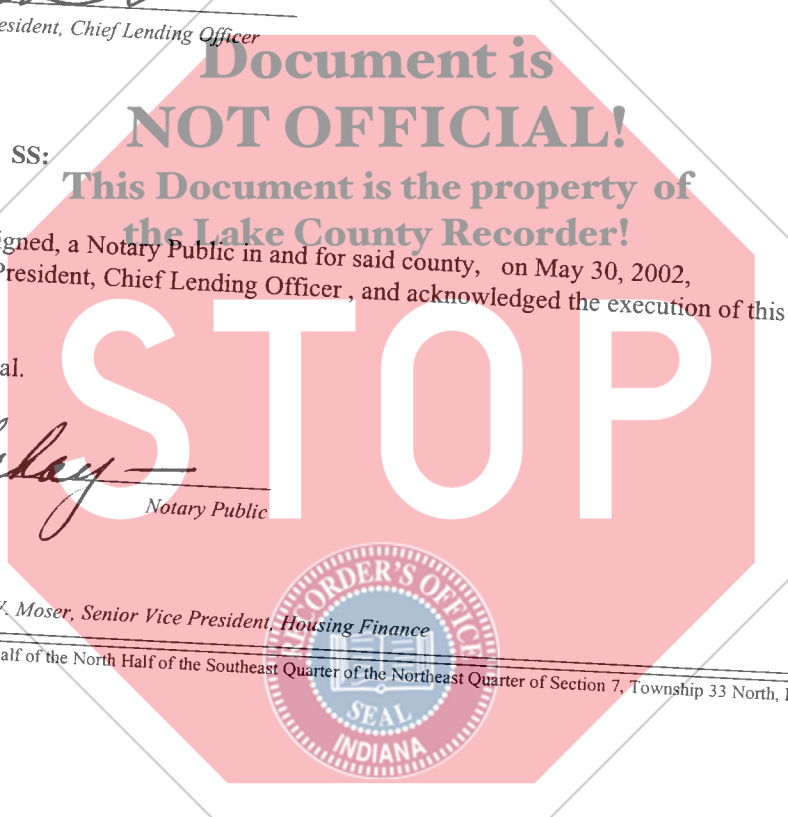 esident, Chief Lending Officer
Document is
NOT OFFICIAL!
SS:
This Document is the property of
the Lake County Recorder!
igned, a Notary Public in and for said county, on May 30, 2002,
President, Chief Lending Officer , and acknowledged the execution of this
al.
STOP
Notary Public
RECORDER'S OFFICE
V. Moser, Senior Vice President, Housing Finance
alf of the North Half of the Southeast Quarter of the Northeast Quarter of Section 7, Township 33 North,
SEAL
INDIANA